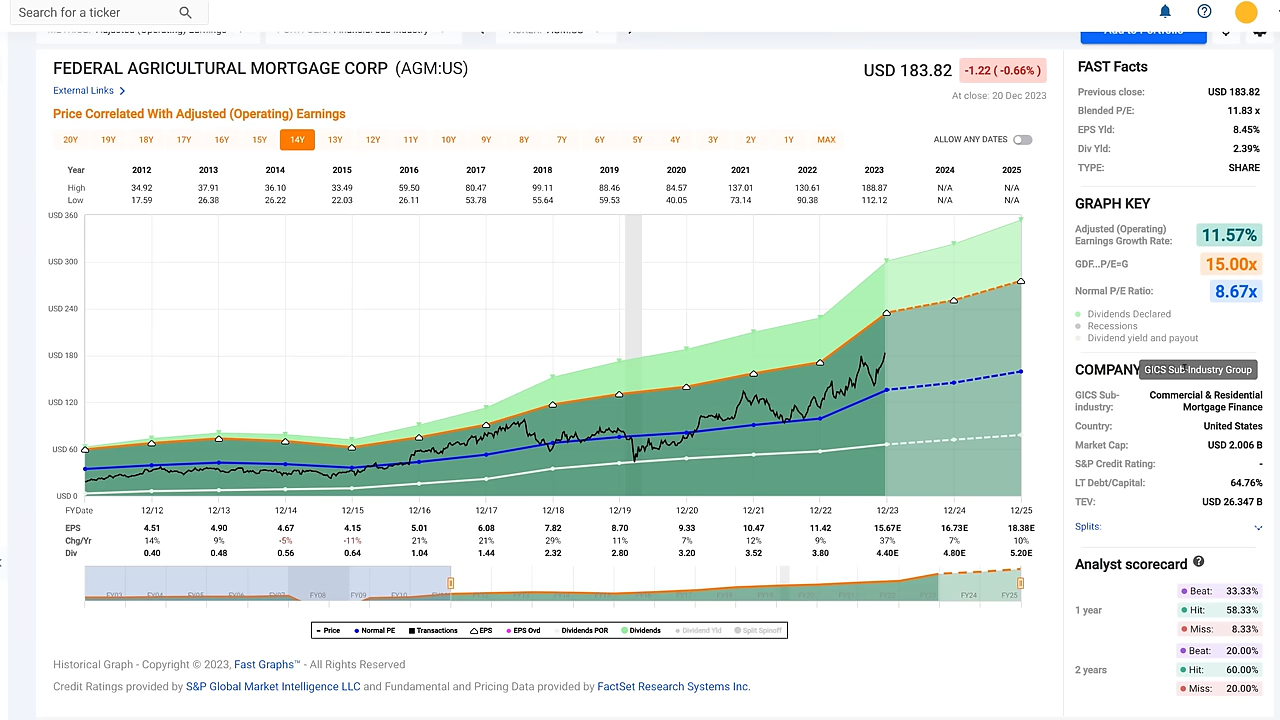 Search for a ticker
FEDERAL AGRICULTURAL MORTGAGE CORP (AGM:US)
USD 183.82 -1.22 ( -0.66% )
External Links
At close: 20 Dec 2023
Price Correlated With Adjusted (Operating) Earnings
20Y 19Y 18Y 17Y 16Y 15Y 14Y 13Y 12Y 11Y 10Y 9Y 8Y 7Y 6Y 5Y 4Y 3Y 2Y 1Y MAX
ALLOW ANY DATES
Year 2012 2013 2014 2015 2016 2017 2018 2019 2020 2021 2022 2023 2024 2025
High 34.92 37.91 36.10 33.49 59.50 80.47 99.11 88.46 84.57 137.01 130.61 188.87 N/A N/A
Low 17.59 26.38 26.22 22.03 26.11 53.78 55.64 59.53 40.05 73.14 90.38 112.12 N/A N/A
USD 360
USD 300
USD 240
USD 180
USD 120
USD 60
USD 0
FY Date 12/12 12/13 12/14 12/15 12/16 12/17 12/18 12/19 12/20 12/21 12/22 12/23 12/24 12/25
EPS 4.51 4.90 4.67 4.15 5.01 6.08 7.82 8.70 9.33 10.47 11.42 15.67E 16.73E 18.38E
Chg/Yr 14% 9% -5% -11% 21% 21% 29% 11% 7% 12% 9% 37% 7% 10%
Div 0.40 0.48 0.56 0.64 1.04 1.44 2.32 2.80 3.20 3.52 3.80 4.40E 4.80E 5.20E
FY03 FY04 FY05 FY06 FY07 FY08 FY09 FY10 FY24 FY25
Price Normal PE Transactions EPS EPS Ovd Dividends POR Dividends Dividend Yld Split Spinoff
Historical Graph - Copyright © 2023, Fast Graphs™ - All Rights Reserved
Credit Ratings provided by S&P Global Market Intelligence LLC and Fundamental and Pricing Data provided by FactSet Research Systems Inc.
FAST Facts
Previous close: USD 183.82
Blended P/E: 11.83 x
EPS Yld: 8.45%
Div Yld: 2.39%
TYPE: SHARE
GRAPH KEY
Adjusted (Operating)
Earnings Growth Rate: 11.57%
GDF...P/E=G 15.00x
Normal P/E Ratio: 8.67x
Dividends Declared
Recessions
Dividend yield and payout
COMPANY
GICS Sub-Industry Group
GICS Sub-
industry:
Commercial & Residential
Mortgage Finance
Country: United States
Market Cap: USD 2.006 B
S&P Credit Rating: -
LT Debt/Capital: 64.76%
TEV: USD 26.347 B
Splits:
Analyst scorecard
1 year
Beat: 33.33%
Hit: 58.33%
Miss: 8.33%
2 years
Beat: 20.00%
Hit: 60.00%
Miss: 20.00%